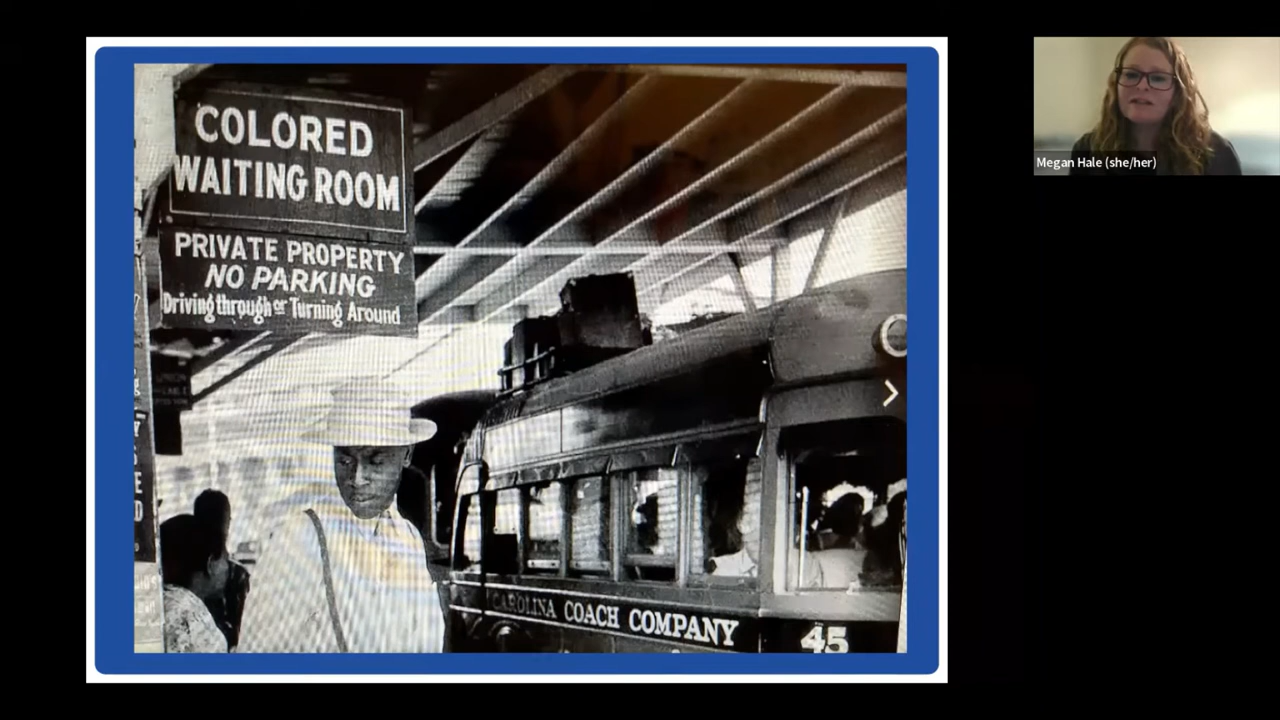 COLORED
WAITING ROOM
PRIVATE PROPERTY
NO PARKING
Driving through or Turning Around
CAROLINA COACH COMPANY
45
Megan Hale (she/her)